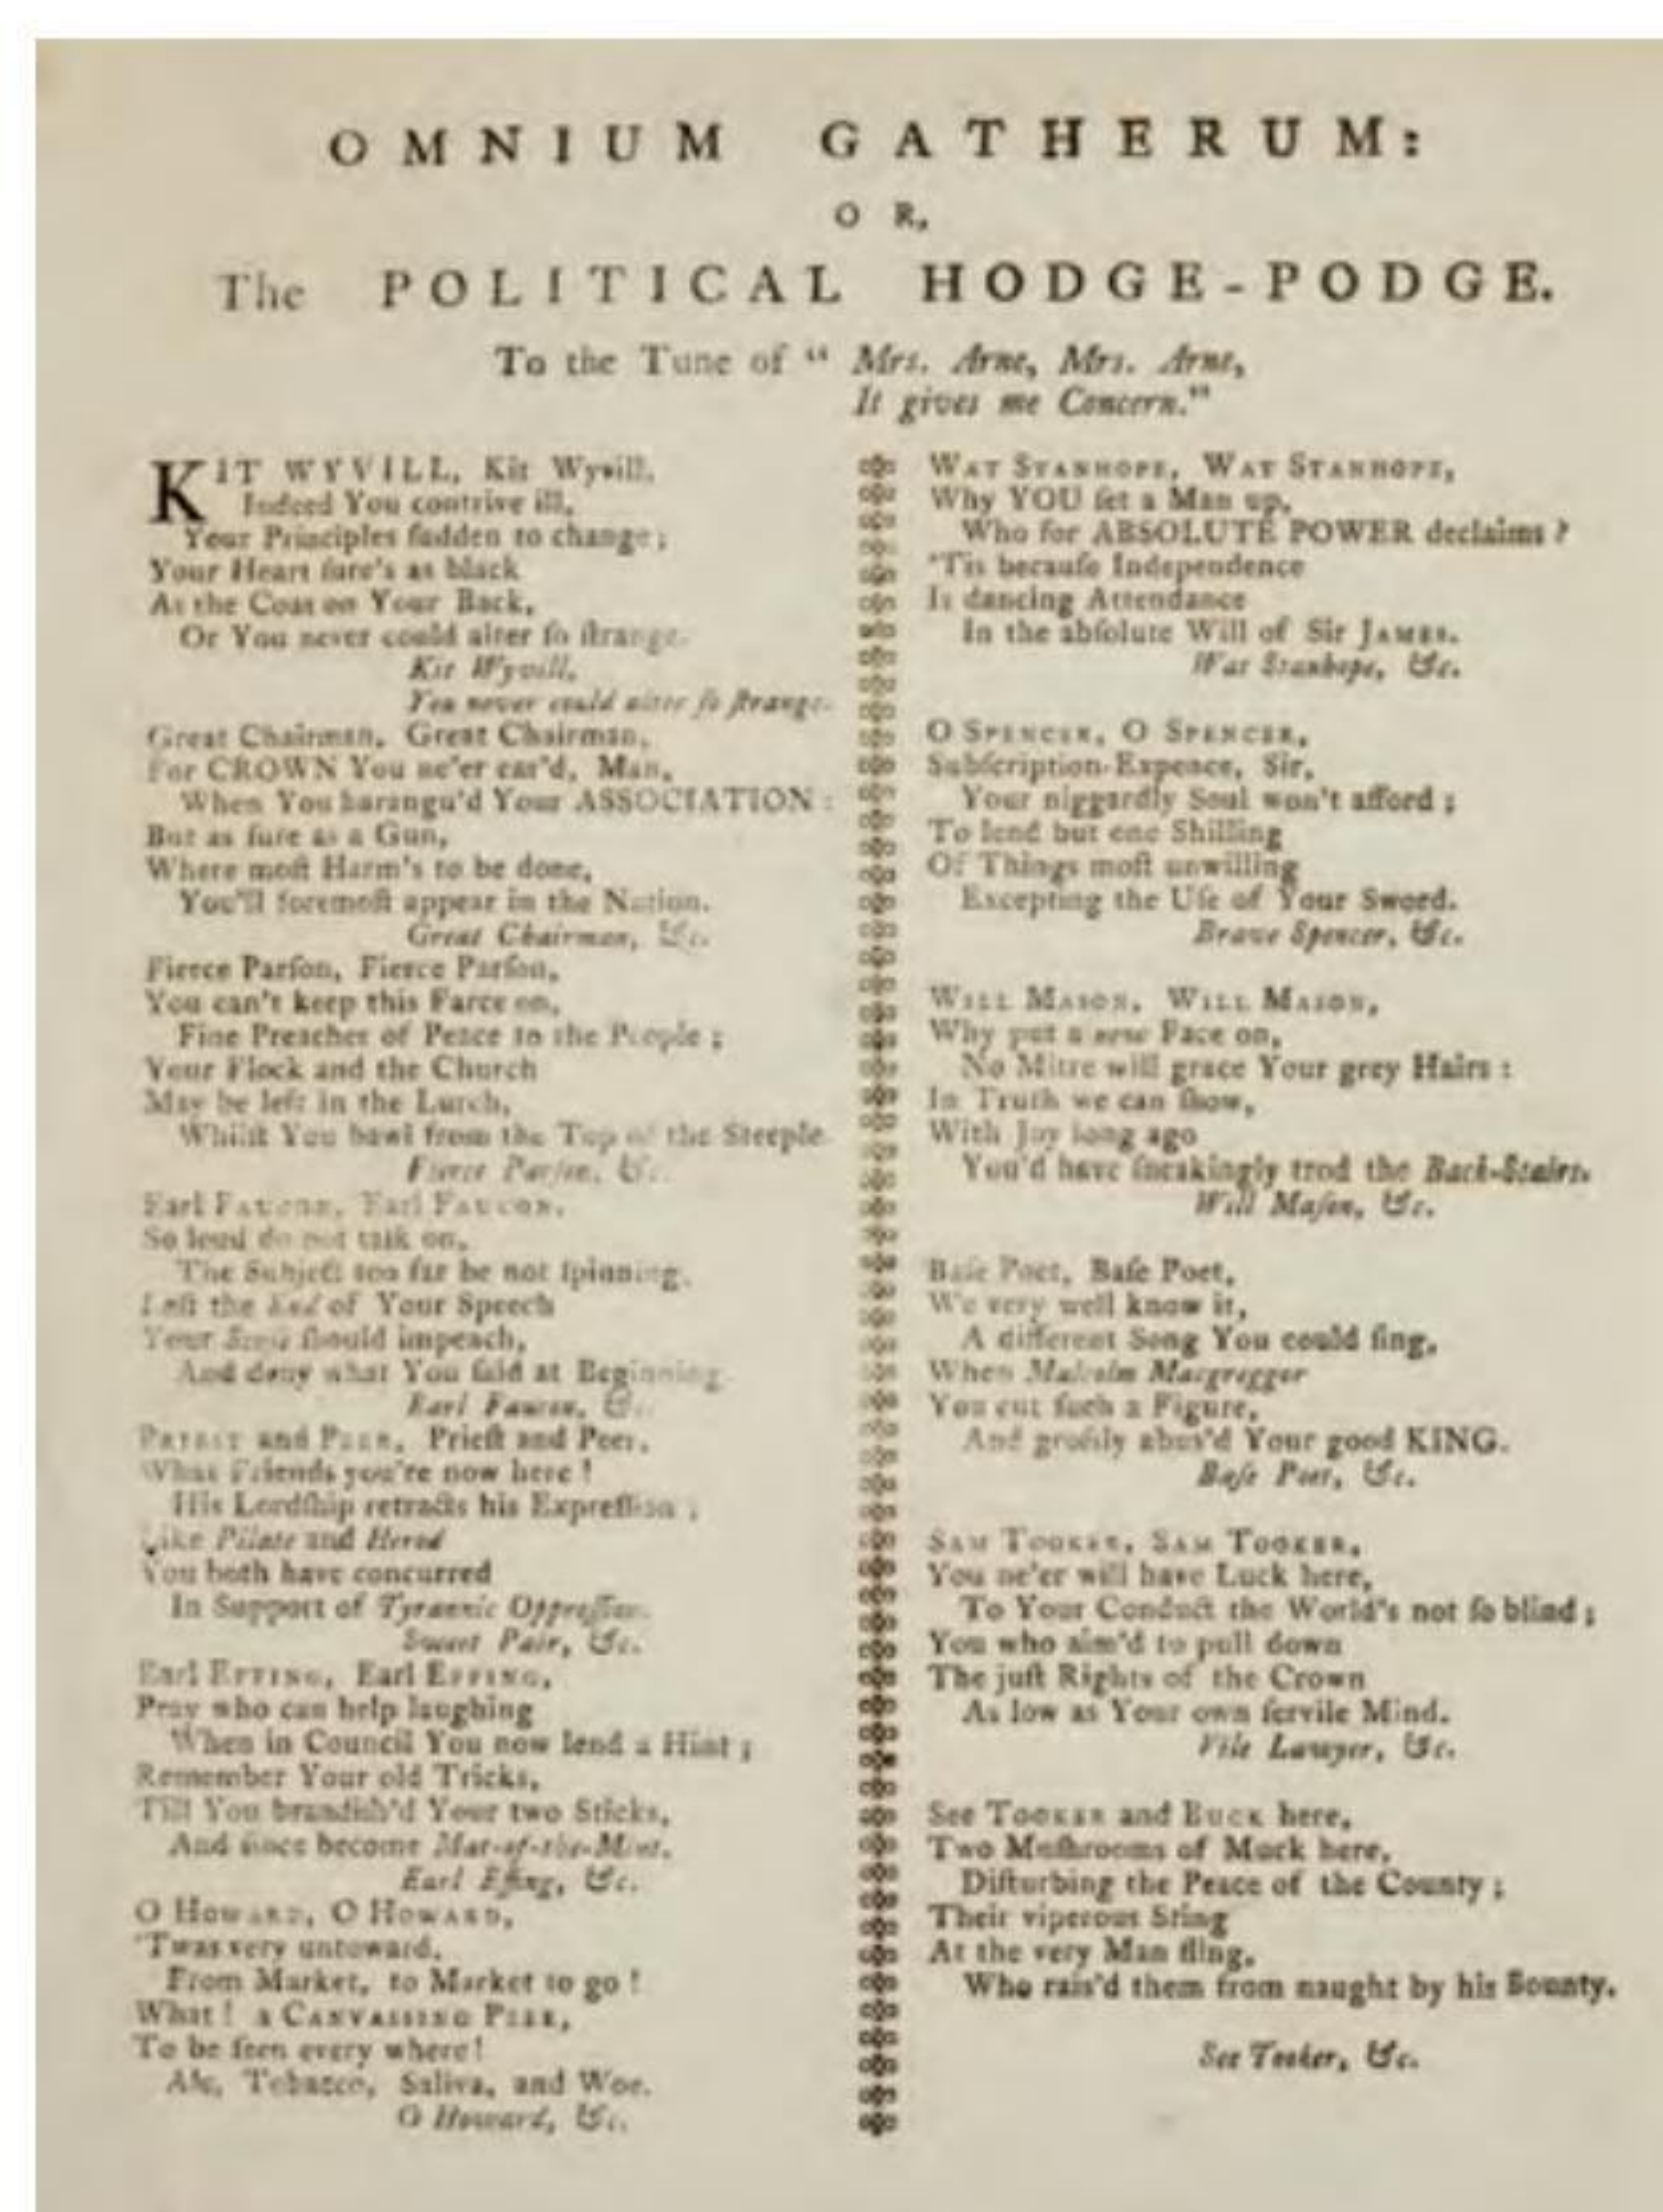 OMNIUM GATHERUM:
OR,
The POLITICAL HODGE-PODGE.
To the Tune of " Mrs. Arne, Mrs. Arne,
It gives me Concern."
KIT WYVILL, Kit Wyvill,
Indeed You contrive ill,
Your Principles ſudden to change;
Your Heart ſure's as black
As the Coat on Your Back,
Or You never could alter ſo ſtrange.
Kit Wyvill,
You never could alter ſo ſtrange.
Great Chairman, Great Chairman,
For CROWN You ne'er car'd, Man,
When You harangu'd Your ASSOCIATION:
But as ſure as a Gun,
Where moſt Harm's to be done,
You'll foremoſt appear in the Nation.
Great Chairman, &c.
Fierce Parſon, Fierce Parſon,
You can't keep this Farce on,
Fine Preacher of Peace to the People;
Your Flock and the Church
May be left in the Lurch,
Whilſt You bawl from the Top of the Steeple.
Fierce Parſon, &c.
Earl FAUCON, Earl FAUCON,
So loud do not talk on,
The Subject too far be not ſpinning,
Leſt the End of Your Speech
Your Senſe ſhould impeach,
And deny what You ſaid at Beginning.
Earl Faucon, &c.
PRIEST and PEER, Prieſt and Peer,
What Friends you're now here!
His Lordſhip retracts his Expreſſion;
Like Pilate and Herod
You both have concurred
In Support of Tyrannic Oppreſſion.
Sweet Pair, &c.
Earl EFFING, Earl EFFING,
Pray who can help laughing
When in Council You now lend a Hint;
Remember Your old Tricks,
Till You brandiſh'd Your two Sticks,
And ſince become Mas-of-the-Mint.
Earl Effing, &c.
O HOWARD, O HOWARD,
'Twas very untoward,
From Market, to Market to go!
What! a CANVASSING PEER,
To be ſeen every where!
Ale, Tobacco, Saliva, and Woe.
O Howard, &c.
WAT STANHOPE, WAT STANHOPE,
Why YOU ſet a Man up,
Who for ABSOLUTE POWER declaims?
'Tis becauſe Independence
Is dancing Attendance
In the abſolute Will of Sir JAMES.
Wat Stanhope, &c.
O SPENCER, O SPENCER,
Subſcription-Expence, Sir,
Your niggardly Soul won't afford;
To lend but one Shilling
Of Things moſt unwilling
Excepting the Uſe of Your Sword.
Brave Spencer, &c.
WILL MASON, WILL MASON,
Why put a new Face on,
No Mitre will grace Your grey Hairs:
In Truth we can ſhow,
With Joy long ago
You'd have ſneakingly trod the Back-Stairs.
Will Maſon, &c.
Baſe Poet, Baſe Poet,
We very well know it,
A different Song You could ſing,
When Malcolm Macgreggor
You cut ſuch a Figure,
And groſsly abus'd Your good KING.
Baſe Poet, &c.
SAM TOOKER, SAM TOOKER,
You ne'er will have Luck here,
To Your Conduct the World's not ſo blind;
You who aim'd to pull down
The juſt Rights of the Crown
As low as Your own ſervile Mind.
Vile Lawyer, &c.
See TOOKER and BUCK here,
Two Muſhrooms of Muck here,
Diſturbing the Peace of the County;
Their viperous Sting
At the very Man fling,
Who rais'd them from naught by his Bounty.
See Tooker, &c.